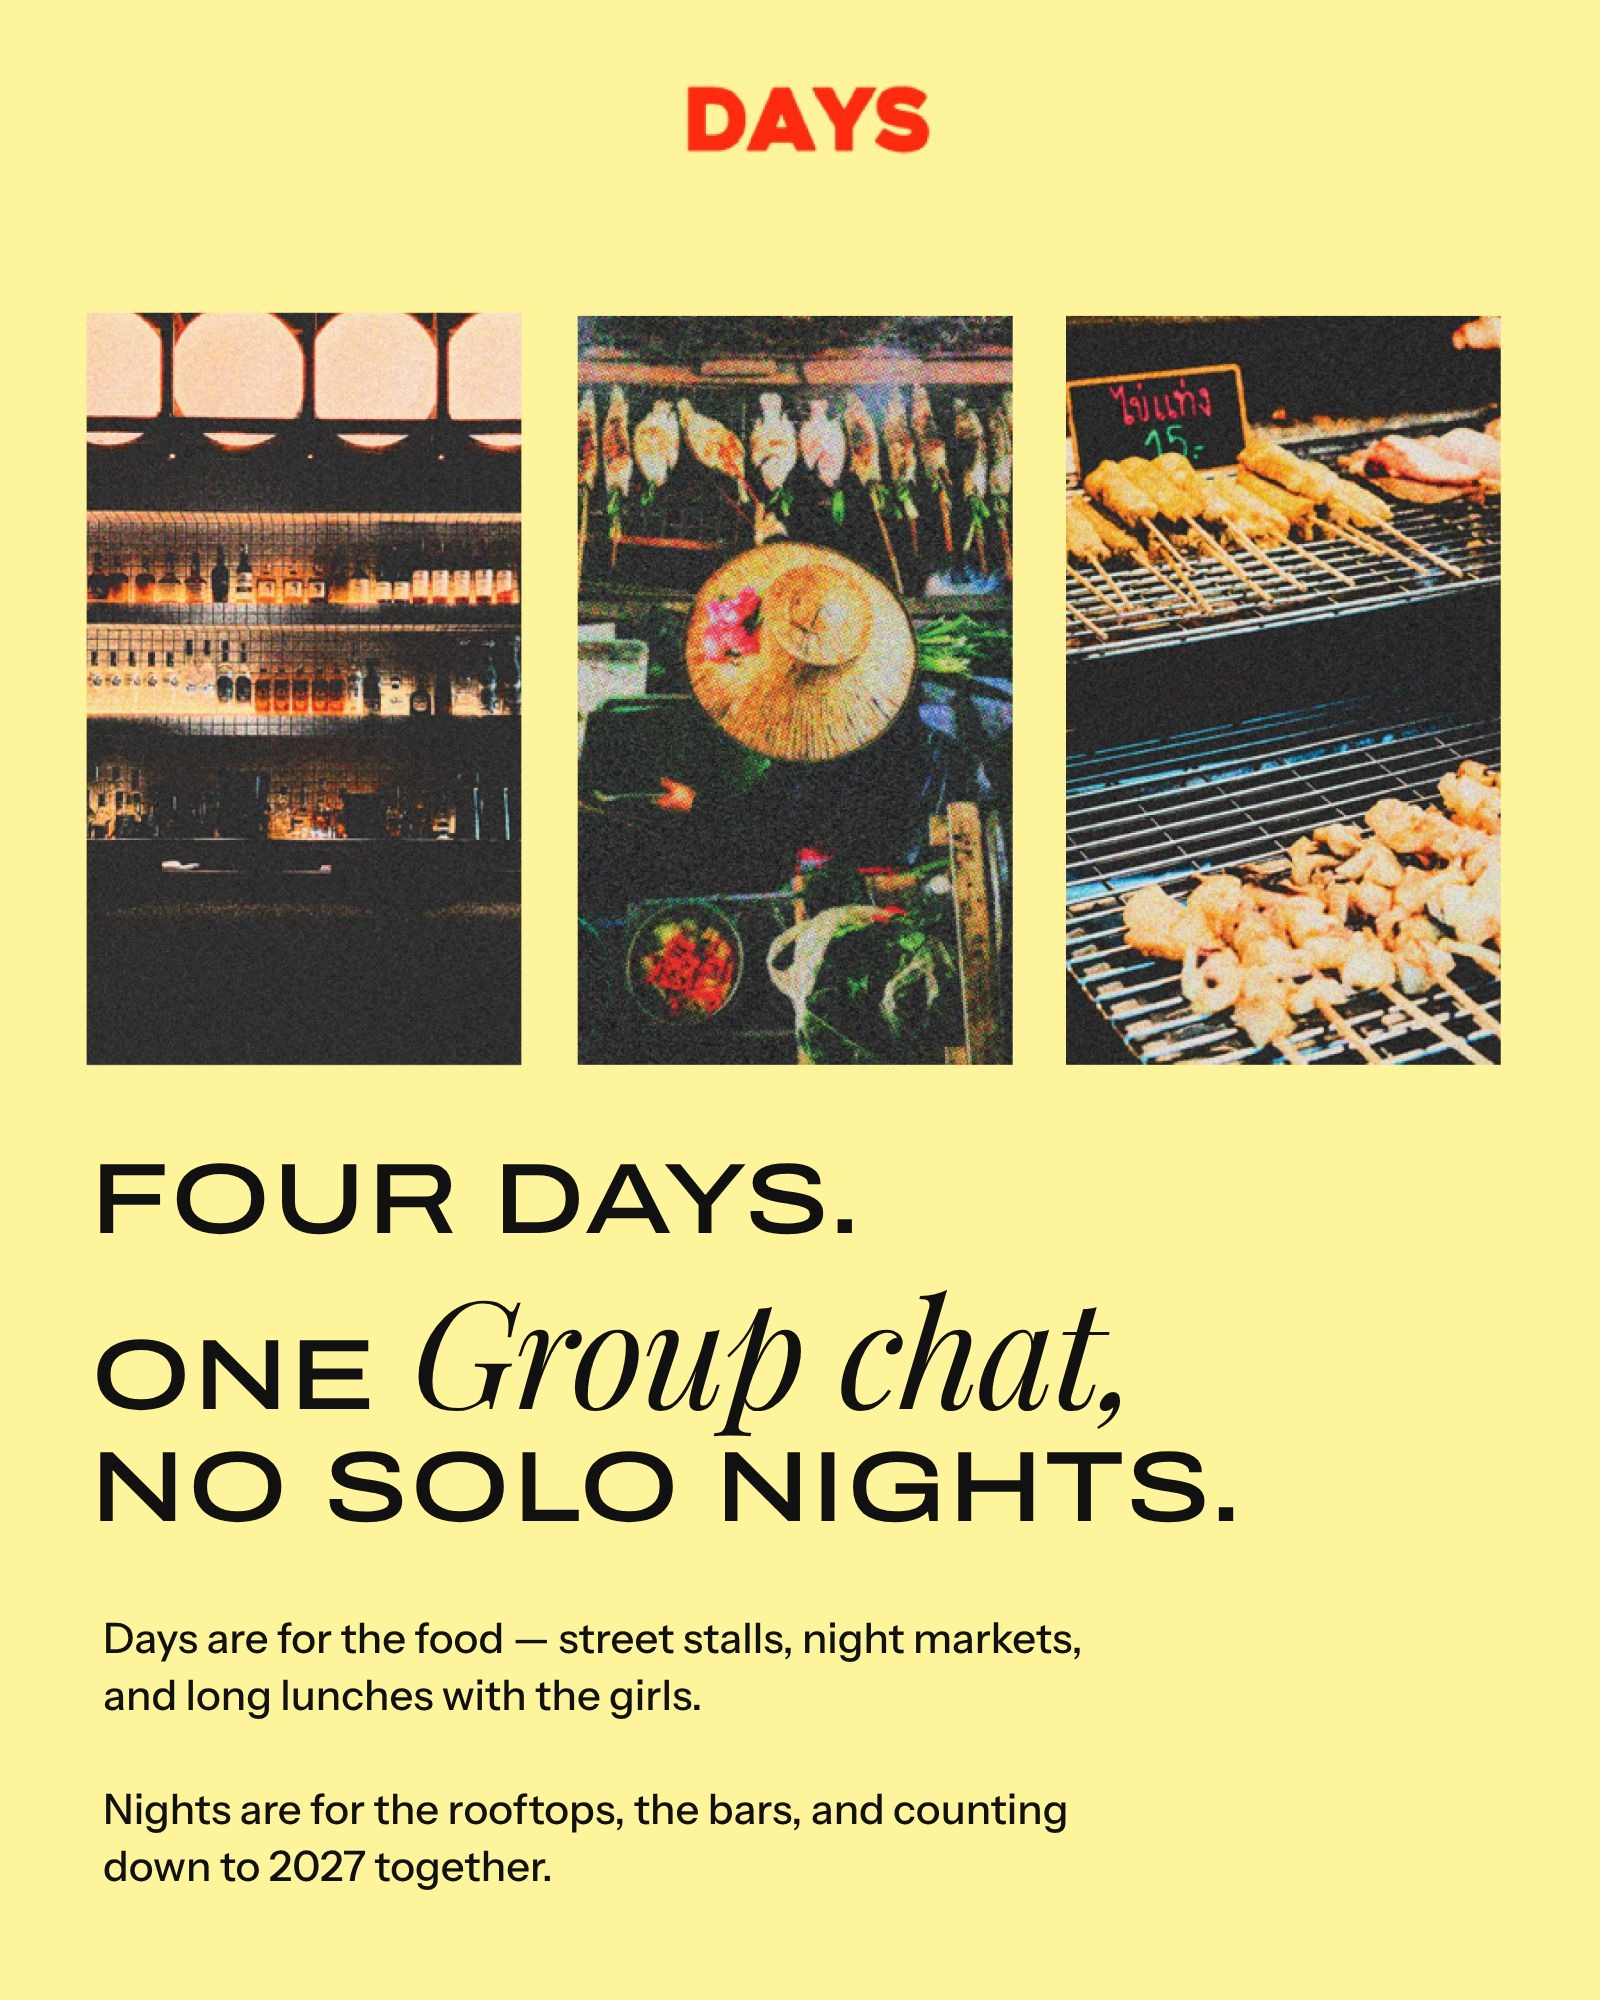 DAYS
ไข่แท่ง
15.-
FOUR DAYS.
ONE Group chat,
NO SOLO NIGHTS.
Days are for the food — street stalls, night markets,
and long lunches with the girls.
Nights are for the rooftops, the bars, and counting
down to 2027 together.